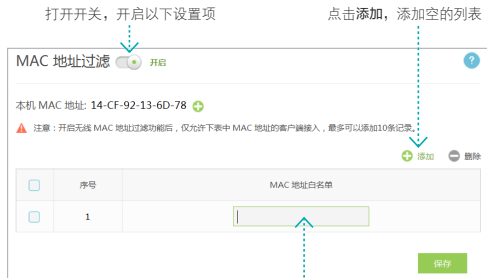 打开开关，开启以下设置项
点击添加，添加空的列表
MAC 地址过滤 开启 ?
本机 MAC 地址: 14-CF-92-13-6D-78
注意：开启无线 MAC 地址过滤功能后，仅允许下表中 MAC 地址的客户端接入，最多可以添加10条记录。
添加 删除
序号 MAC 地址白名单
1
保存